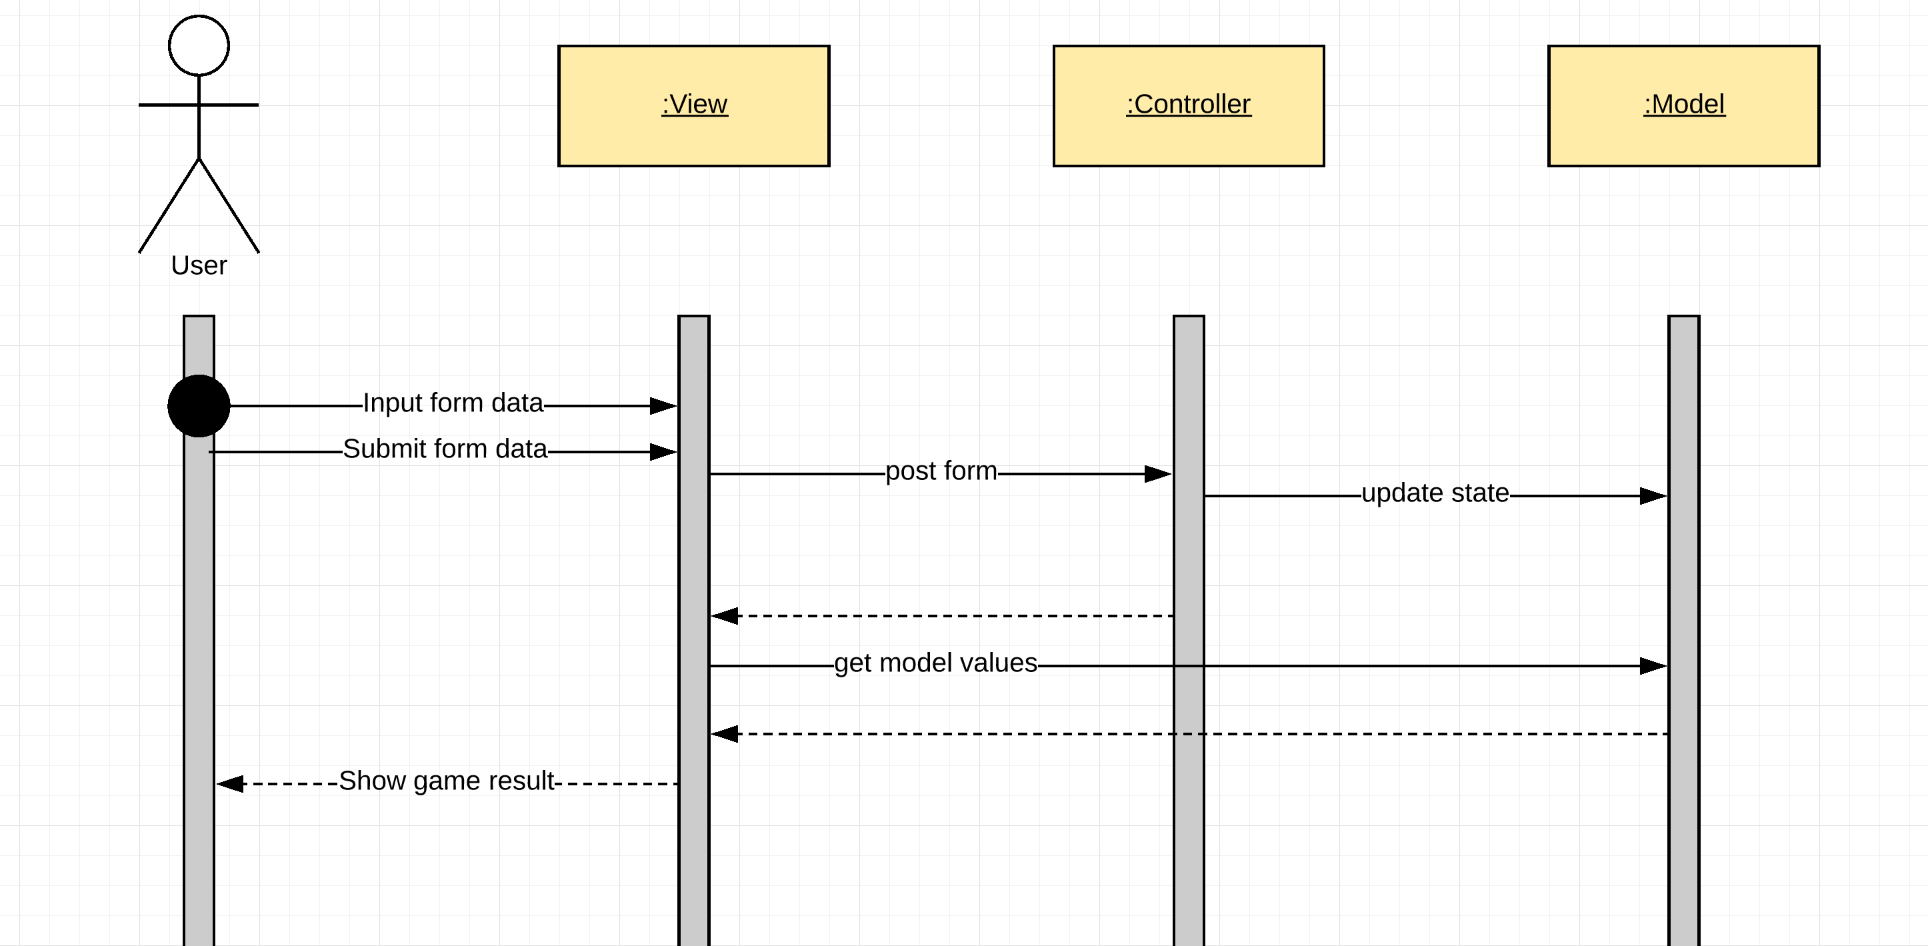 :View
:Controller
:Model
User
Input form data
Submit form data
post form
update state
get model values
Show game result